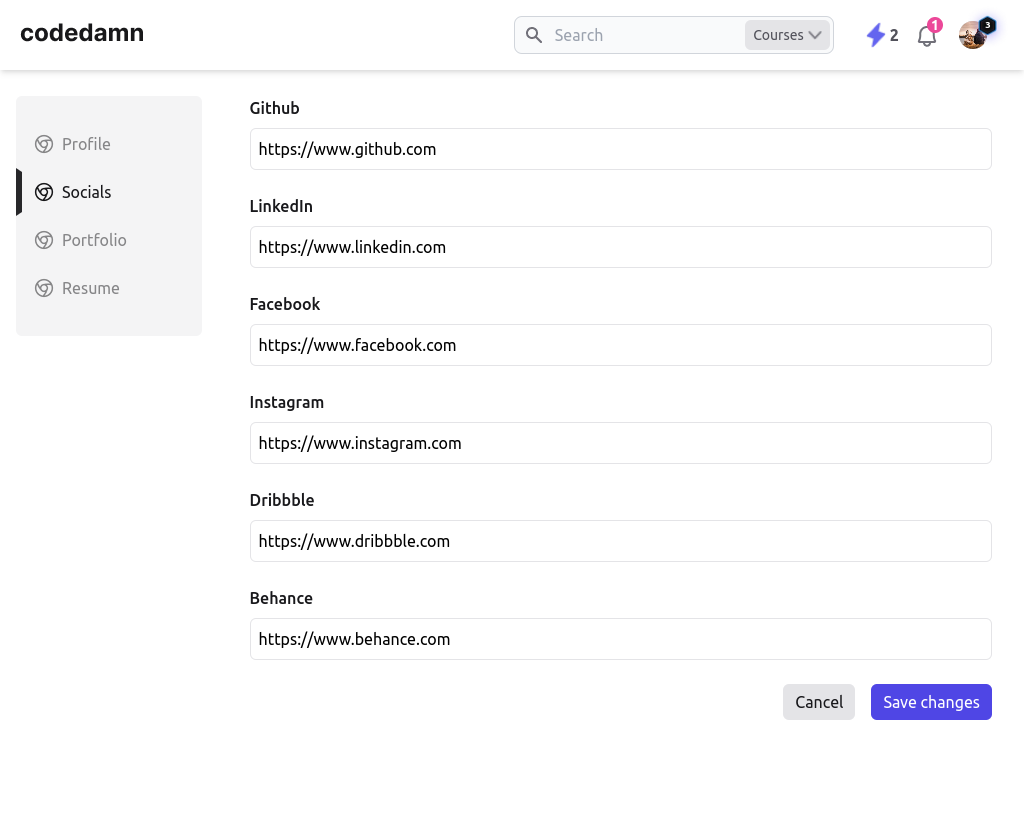 codedamn
Search
Courses
2
1
3
Profile
Socials
Portfolio
Resume
Github
https://www.github.com
LinkedIn
https://www.linkedin.com
Facebook
https://www.facebook.com
Instagram
https://www.instagram.com
Dribbble
https://www.dribbble.com
Behance
https://www.behance.com
Cancel
Save changes